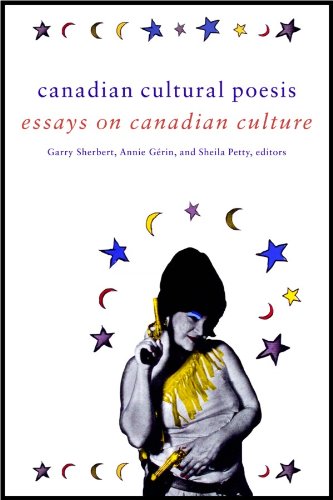 canadian cultural poesis
essays on canadian culture
Garry Sherbert, Annie Gérin, and Sheila Petty, editors